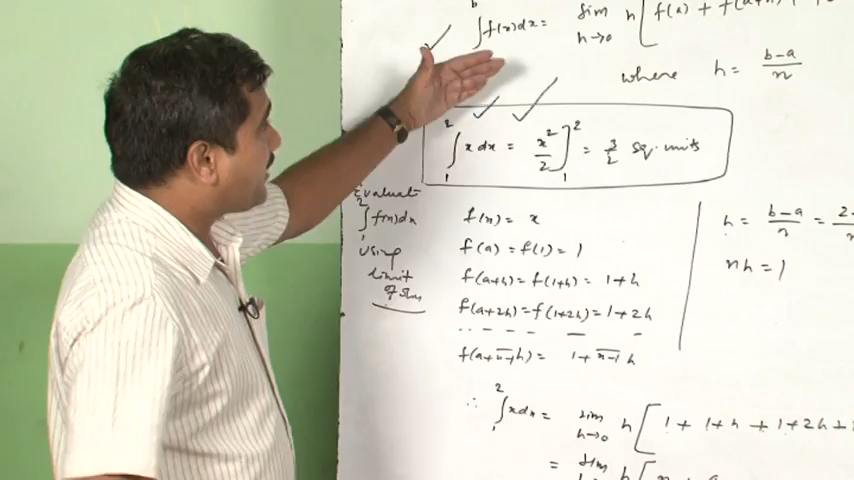 b
∫f(x)dx = lim h→0 h[f(a) + f(a+h) +
where h = b-a/n
∫₁² x dx = x²/2]₁² = 3/2 sq. units
Evaluate
∫₁² f(x)dx
using
limit
of sum
f(x) = x
f(a) = f(1) = 1
f(a+h) = f(1+h) = 1+h
f(a+2h) = f(1+2h) = 1+2h
f(a+n-1h) = 1+n-1 h
h = b-a/n = 2-
nh = 1
∴ ∫₁² x dx = lim h→0 h[1 + 1+h + 1+2h +
= lim h[n +